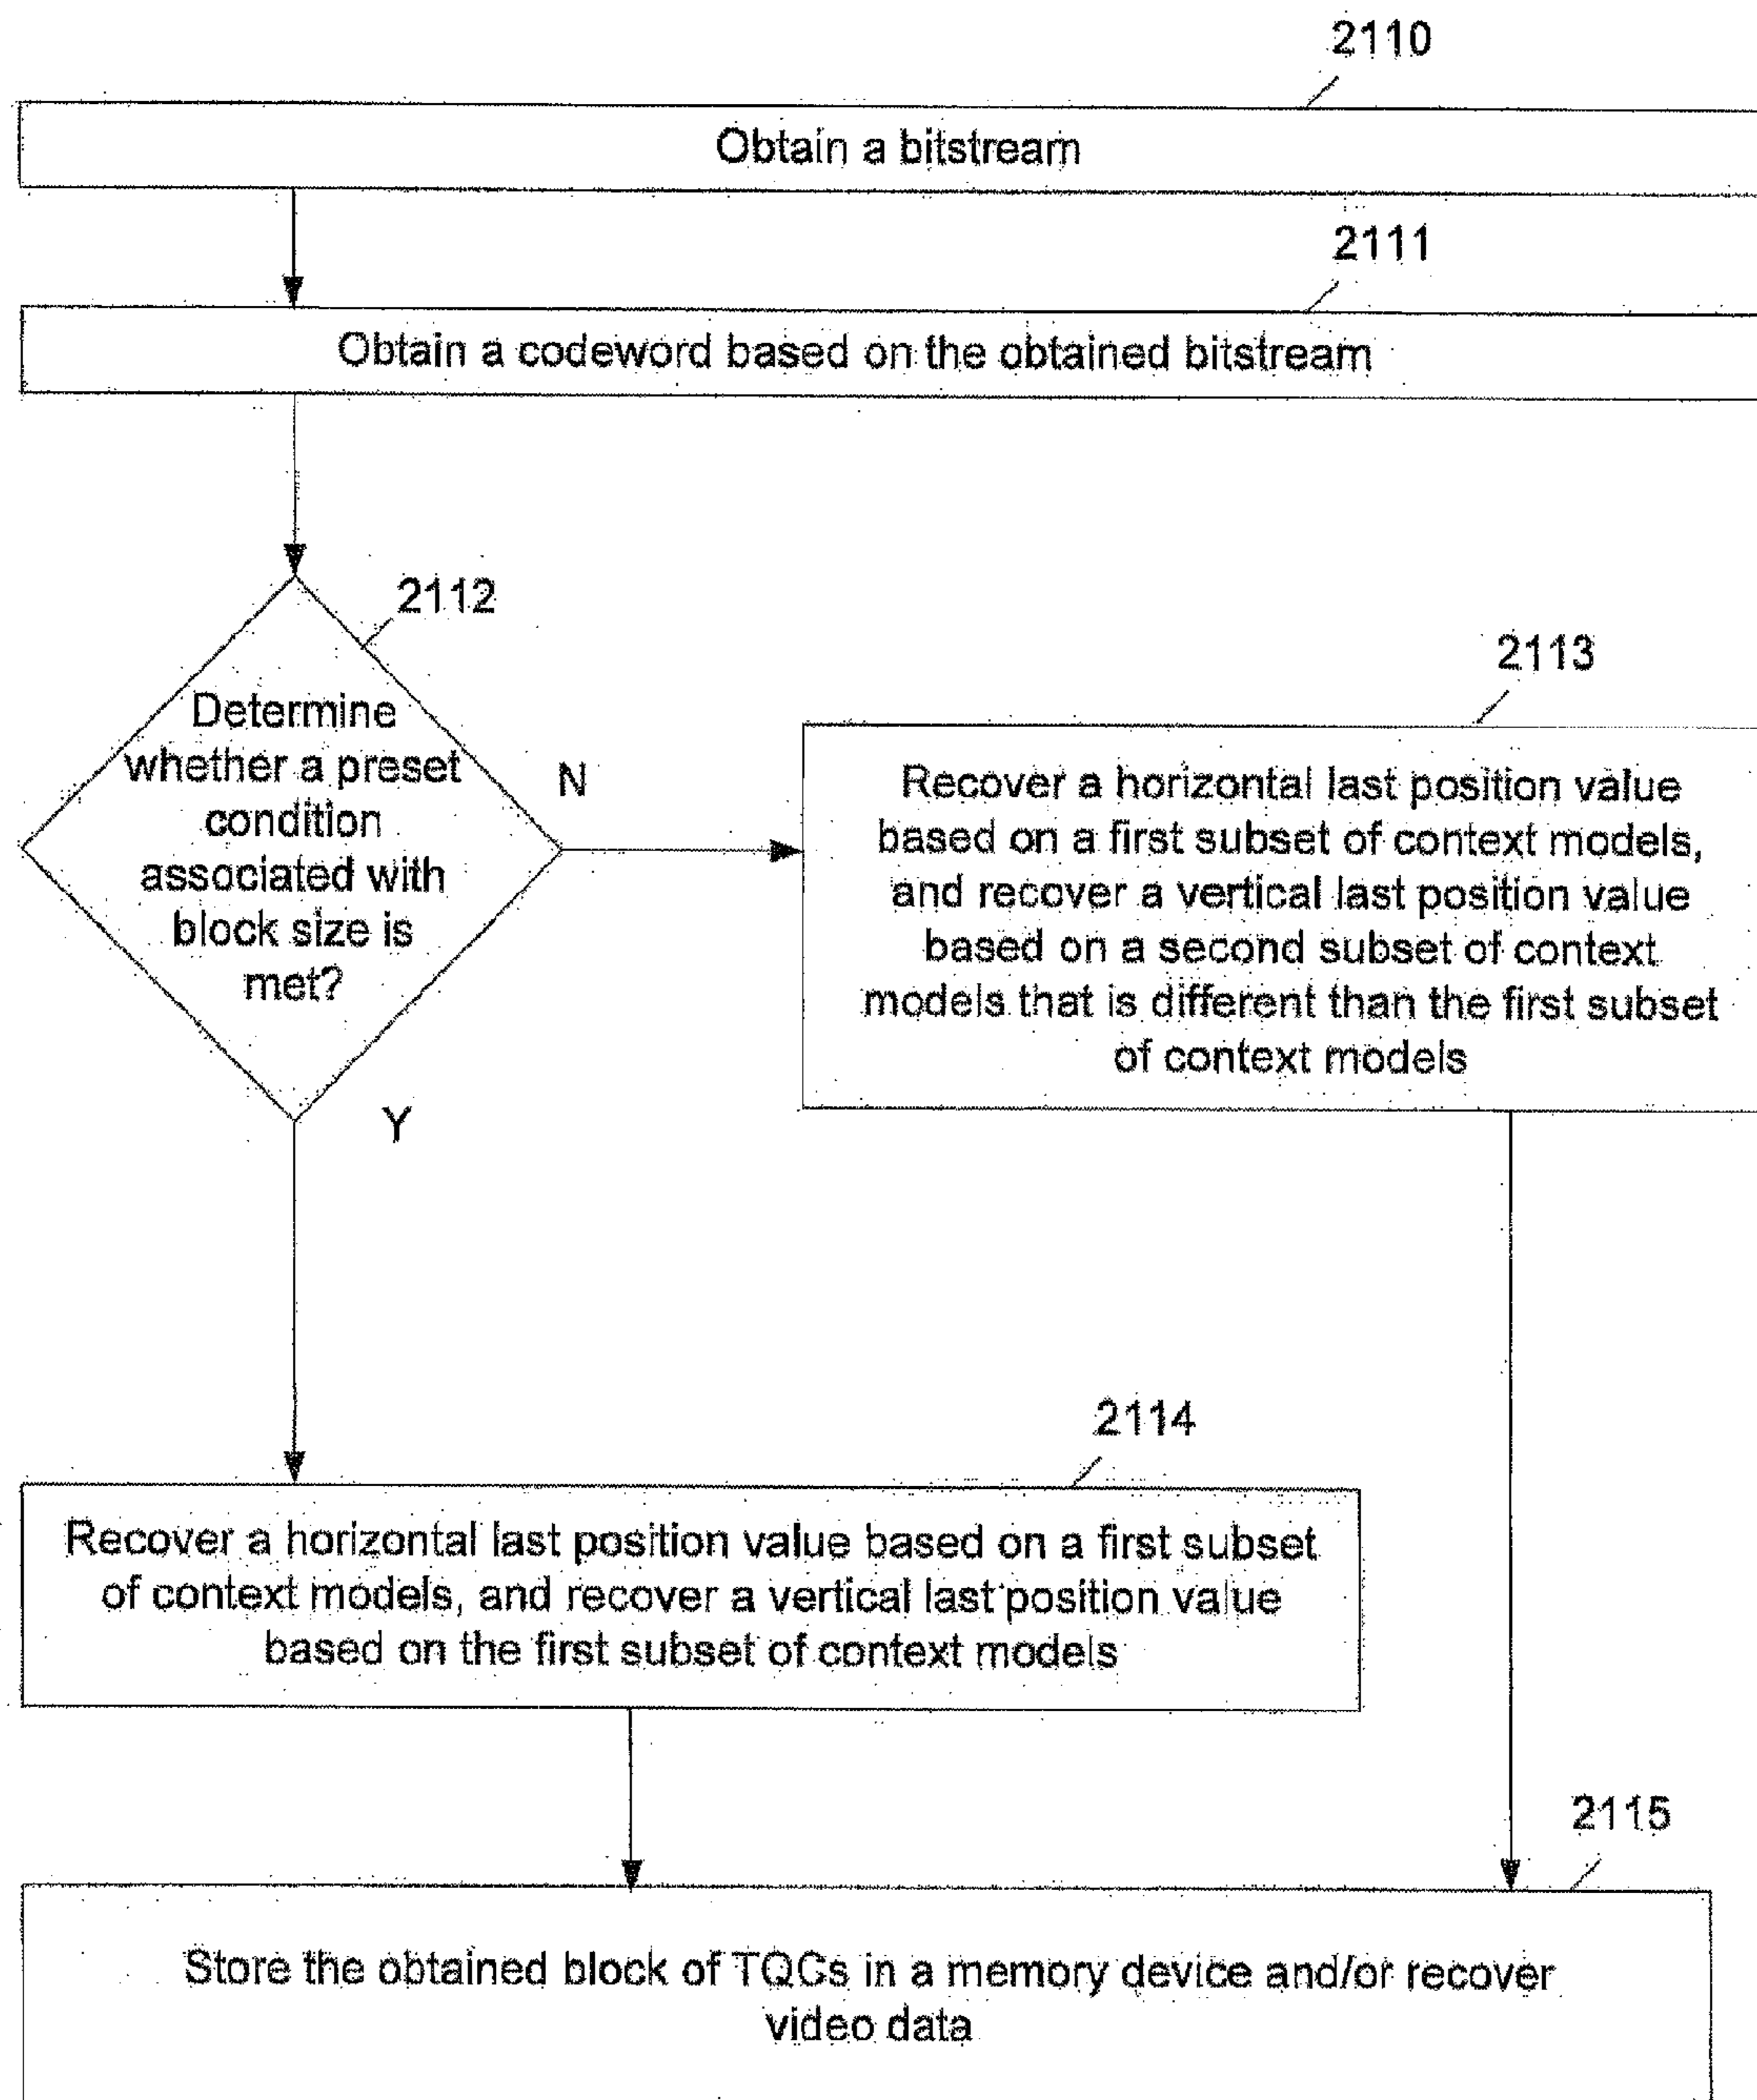 2110
Obtain a bitstream
2111
Obtain a codeword based on the obtained bitstream
2112
Determine
whether a preset
condition
associated with
block size is
met?
N
Y
2113
Recover a horizontal last position value
based on a first subset of context models,
and recover a vertical last position value
based on a second subset of context
models that is different than the first subset
of context models
2114
Recover a horizontal last position value based on a first subset
of context models, and recover a vertical last position value
based on the first subset of context models
2115
Store the obtained block of TQCs in a memory device and/or recover
video data